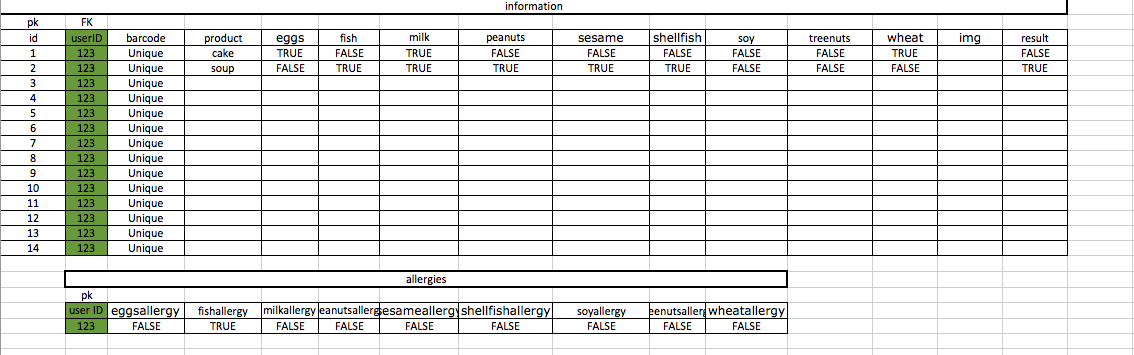 information
pk FK
id userID barcode product eggs fish milk peanuts sesame shellfish soy treenuts wheat img result
1 123 Unique cake TRUE FALSE TRUE FALSE FALSE FALSE FALSE FALSE TRUE FALSE
2 123 Unique soup FALSE TRUE TRUE TRUE TRUE TRUE FALSE FALSE FALSE TRUE
3 123 Unique
4 123 Unique
5 123 Unique
6 123 Unique
7 123 Unique
8 123 Unique
9 123 Unique
10 123 Unique
11 123 Unique
12 123 Unique
13 123 Unique
14 123 Unique
allergies
pk
user ID eggsallergy fishallergy milkallergy eanutsallerg esameallergy shellfishallergy soyallergy eenutsallerg wheatallergy
123 FALSE TRUE FALSE FALSE FALSE FALSE FALSE FALSE FALSE